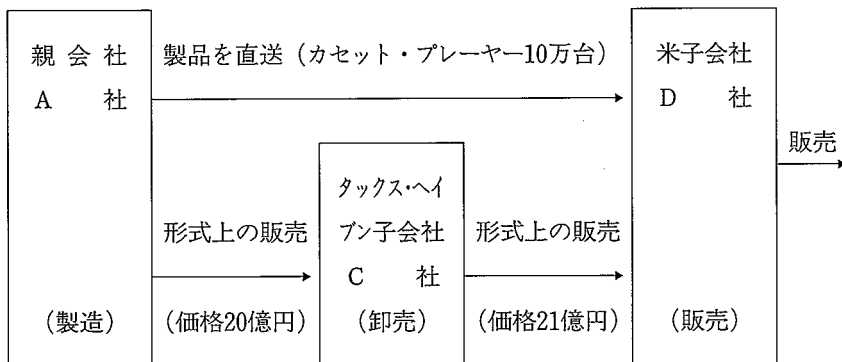 親会社
A 社
(製造)
製品を直送(カセット・プレーヤー10万台)
形式上の販売
(価格20億円)
タックス・ヘイ
ブン子会社
C 社
(卸売)
形式上の販売
(価格21億円)
米子会社
D 社
(販売)
販売